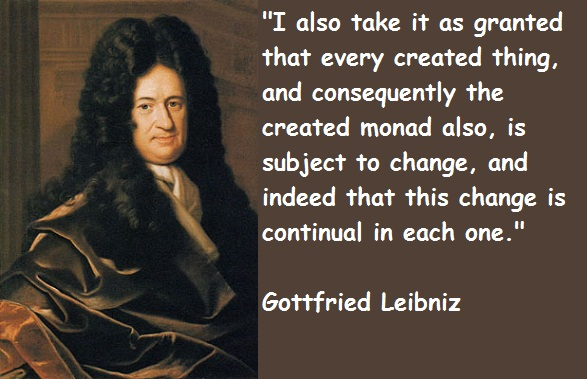 "I also take it as granted
that every created thing,
and consequently the
created monad also, is
subject to change, and
indeed that this change is
continual in each one."
Gottfried Leibniz